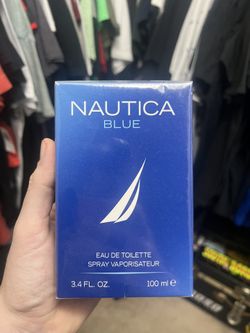 NAUTICA
BLUE
EAU DE TOILETTE
SPRAY VAPORISATEUR
3.4 FL. OZ. 100 ml ℮